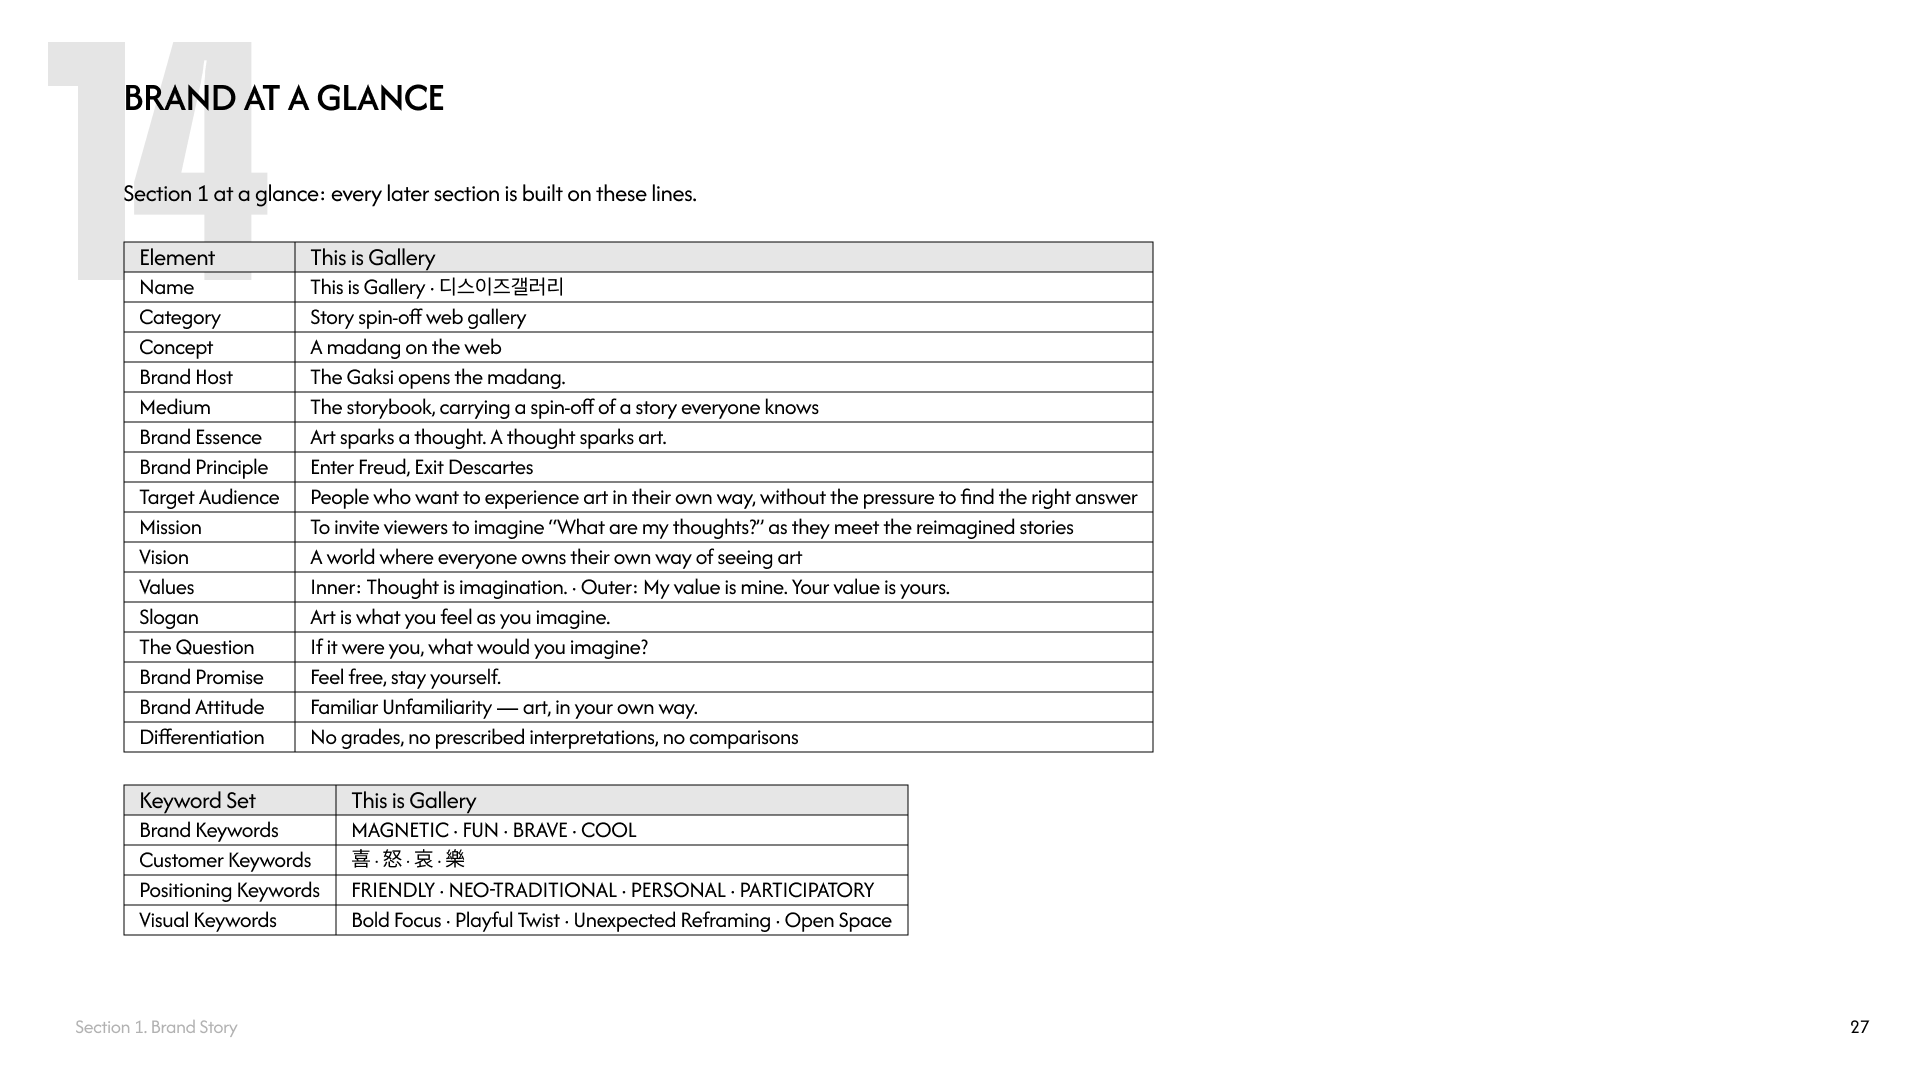 14
BRAND AT A GLANCE
Section 1 at a glance: every later section is built on these lines.
Element This is Gallery
Name This is Gallery · 디스이즈갤러리
Category Story spin-off web gallery
Concept A madang on the web
Brand Host The Gaksi opens the madang.
Medium The storybook, carrying a spin-off of a story everyone knows
Brand Essence Art sparks a thought. A thought sparks art.
Brand Principle Enter Freud, Exit Descartes
Target Audience People who want to experience art in their own way, without the pressure to find the right answer
Mission To invite viewers to imagine “What are my thoughts?” as they meet the reimagined stories
Vision A world where everyone owns their own way of seeing art
Values Inner: Thought is imagination. · Outer: My value is mine. Your value is yours.
Slogan Art is what you feel as you imagine.
The Question If it were you, what would you imagine?
Brand Promise Feel free, stay yourself.
Brand Attitude Familiar Unfamiliarity — art, in your own way.
Differentiation No grades, no prescribed interpretations, no comparisons
Keyword Set This is Gallery
Brand Keywords MAGNETIC · FUN · BRAVE · COOL
Customer Keywords 喜 · 怒 · 哀 · 樂
Positioning Keywords FRIENDLY · NEO-TRADITIONAL · PERSONAL · PARTICIPATORY
Visual Keywords Bold Focus · Playful Twist · Unexpected Reframing · Open Space
Section 1. Brand Story
27